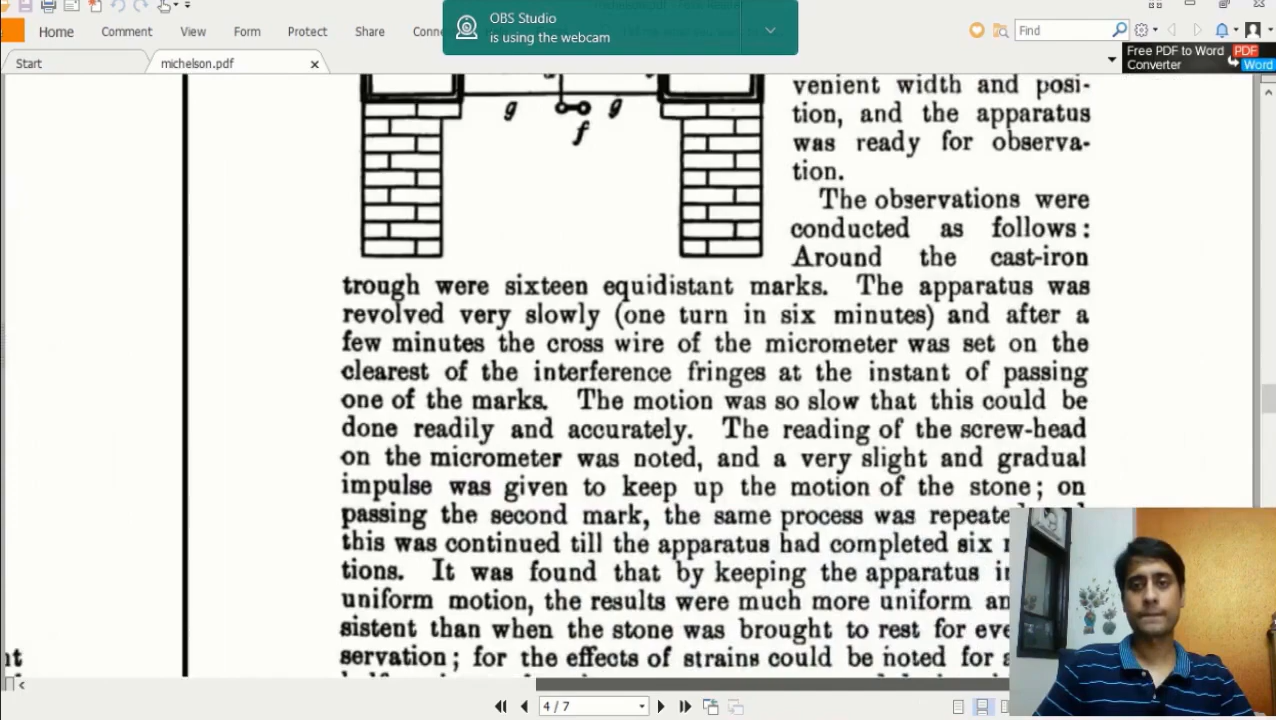 OBS Studio
is using the webcam
Home
Comment
View
Form
Protect
Share
Find
Free PDF to Word
Converter
PDF
Word
Start
michelson.pdf
g
g
f
venient width and posi-
tion, and the apparatus
was ready for observa-
tion.
The observations were
conducted as follows:
Around the cast-iron
trough were sixteen equidistant marks. The apparatus was
revolved very slowly (one turn in six minutes) and after a
few minutes the cross wire of the micrometer was set on the
clearest of the interference fringes at the instant of passing
one of the marks. The motion was so slow that this could be
done readily and accurately. The reading of the screw-head
on the micrometer was noted, and a very slight and gradual
impulse was given to keep up the motion of the stone; on
passing the second mark, the same process was repeate
this was continued till the apparatus had completed six
tions. It was found that by keeping the apparatus in
uniform motion, the results were much more uniform an
sistent than when the stone was brought to rest for eve
servation; for the effects of strains could be noted for
nt
4 / 7